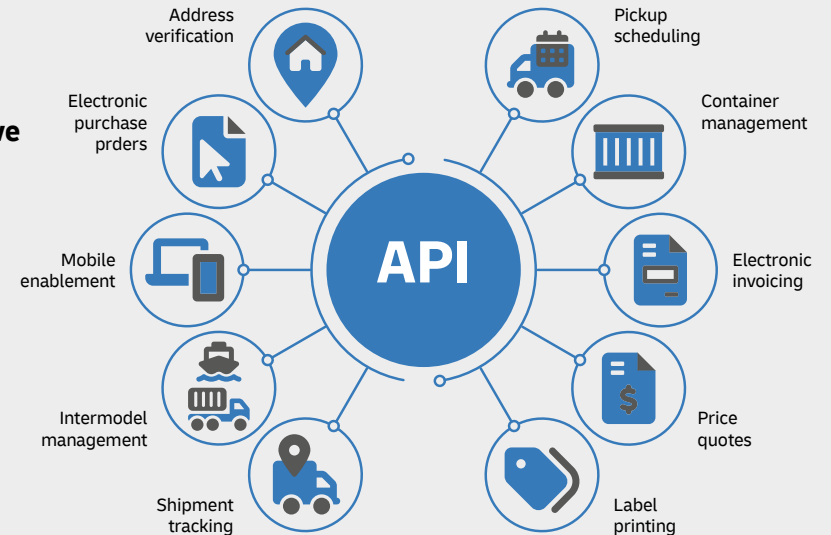 Address
verification
Pickup
scheduling
Electronic
purchase
prders
ve
Container
management
Mobile
enablement
API
Electronic
invoicing
Intermodel
management
Price
quotes
Shipment
tracking
Label
printing